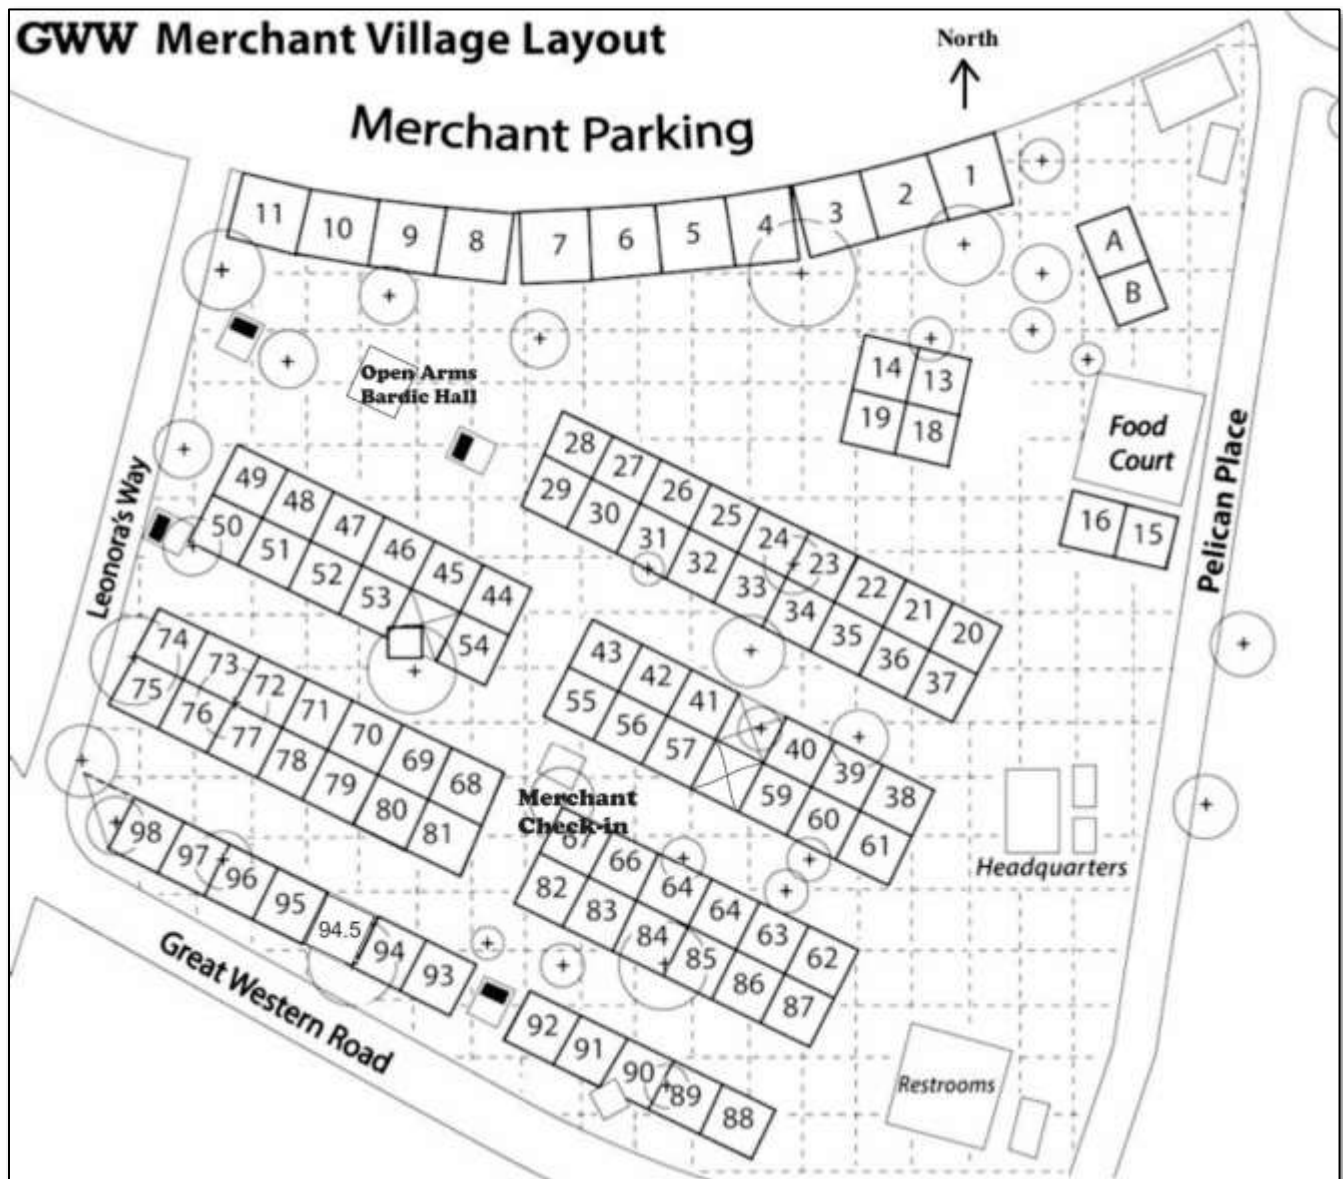 GWW Merchant Village Layout
North
Merchant Parking
1
2
3
4
5
6
7
8
9
10
11
A
B
14 13
19 18
Open Arms
Bardic Hall
Food
Court
16 15
Pelican Place
Leonora's Way
28 27 26 25 24 23 22 21 20
29 30 31 32 33 34 35 36 37
49 48 47 46 45 44
50 51 52 53 54
43 42 41 40 39 38
55 56 57 59 60 61
74 73 72 71 70 69 68
75 76 77 78 79 80 81
Merchant
Check-in
Headquarters
67 66 64 64 63 62
82 83 84 85 86 87
98 97 96 95 94.5 94 93
92 91 90 89 88
Great Western Road
Restrooms